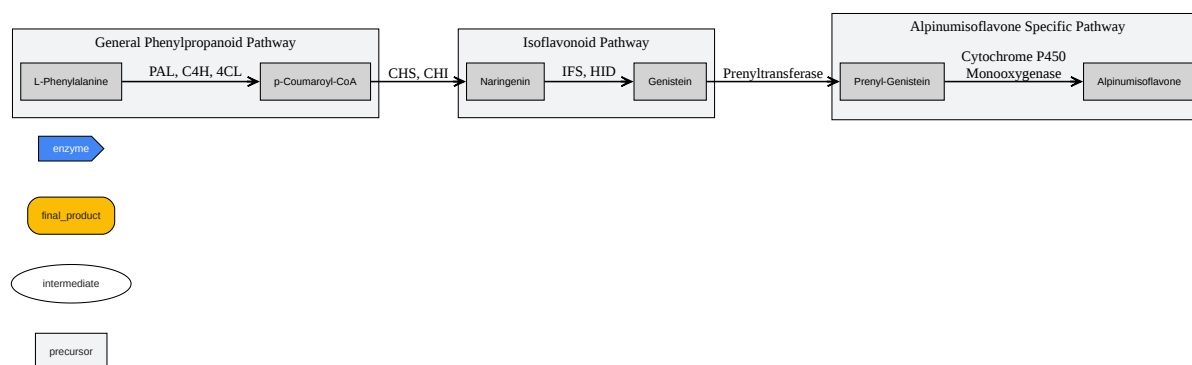 General Phenylpropanoid Pathway
L-Phenylalanine
PAL, C4H, 4CL
p-Coumaroyl-CoA
CHS, CHI
Isoflavonoid Pathway
Naringenin
IFS, HID
Genistein
Prenyltransferase
Alpinumisoflavone Specific Pathway
Prenyl-Genistein
Cytochrome P450
Monooxygenase
Alpinumisoflavone
enzyme
final_product
intermediate
precursor